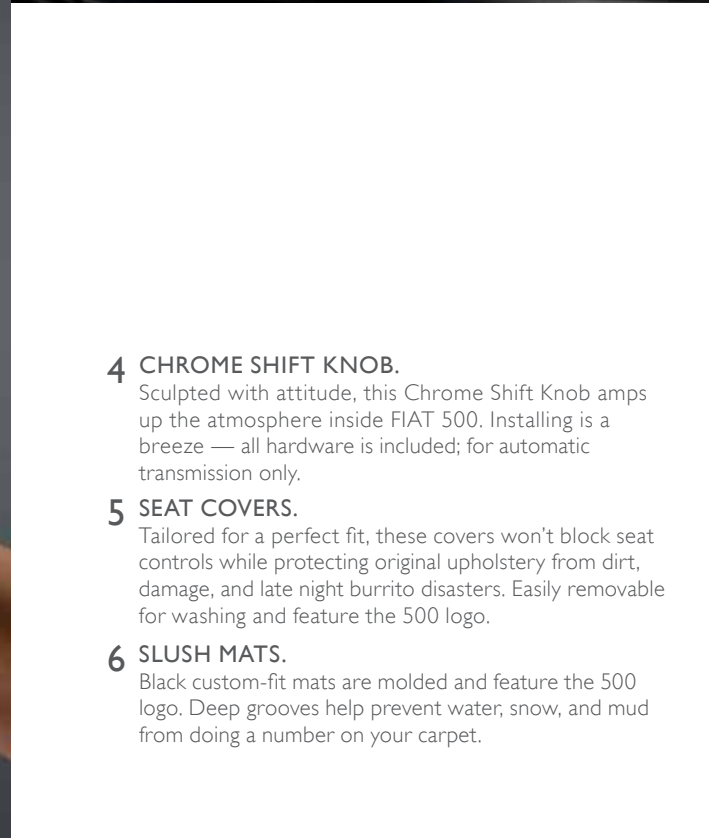 4 CHROME SHIFT KNOB.
Sculpted with attitude, this Chrome Shift Knob amps
up the atmosphere inside FIAT 500. Installing is a
breeze — all hardware is included; for automatic
transmission only.
5 SEAT COVERS.
Tailored for a perfect fit, these covers won’t block seat
controls while protecting original upholstery from dirt,
damage, and late night burrito disasters. Easily removable
for washing and feature the 500 logo.
6 SLUSH MATS.
Black custom-fit mats are molded and feature the 500
logo. Deep grooves help prevent water, snow, and mud
from doing a number on your carpet.